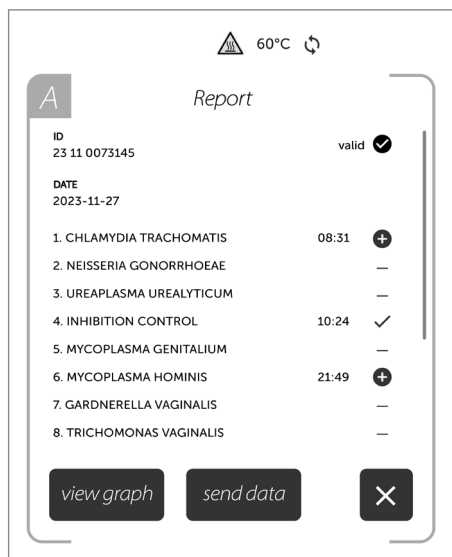 60°C
A
Report
ID
23 11 0073145
valid
DATE
2023-11-27
1. CHLAMYDIA TRACHOMATIS 08:31 +
2. NEISSERIA GONORRHOEAE –
3. UREAPLASMA UREALYTICUM –
4. INHIBITION CONTROL 10:24 ✓
5. MYCOPLASMA GENITALIUM –
6. MYCOPLASMA HOMINIS 21:49 +
7. GARDNERELLA VAGINALIS –
8. TRICHOMONAS VAGINALIS –
view graph send data ×